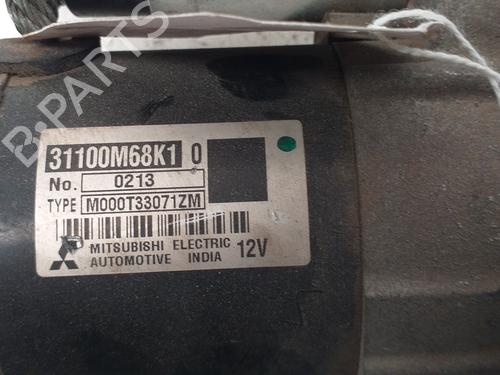 B-PARTS
31100M68K1 0
No. 0213
TYPE M000T33071ZM
MITSUBISHI ELECTRIC
AUTOMOTIVE INDIA 12V